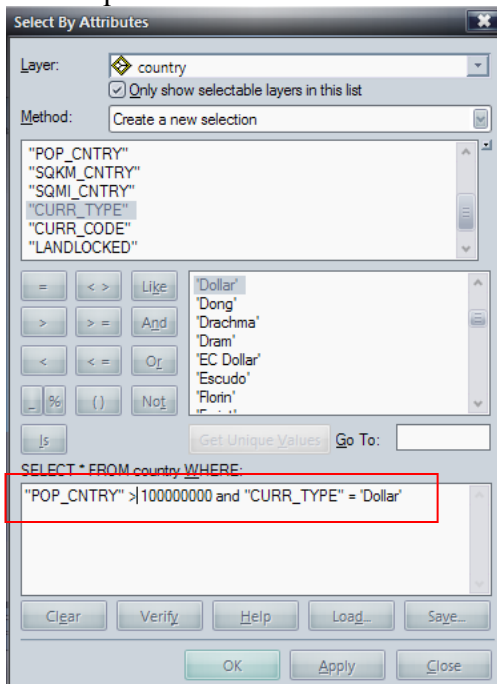 Select By Attributes
Layer: country
Only show selectable layers in this list
Method: Create a new selection
"POP_CNTRY"
"SQKM_CNTRY"
"SQMI_CNTRY"
"CURR_TYPE"
"CURR_CODE"
"LANDLOCKED"
= < > Like 'Dollar'
'Dong'
> > = And 'Drachma'
'Dram'
< < = Or 'EC Dollar'
'Escudo'
_ % () Not 'Florin'
Is Get Unique Values Go To:
SELECT * FROM country WHERE:
"POP_CNTRY" > 100000000 and "CURR_TYPE" = 'Dollar'
Clear Verify Help Load... Save...
OK Apply Close